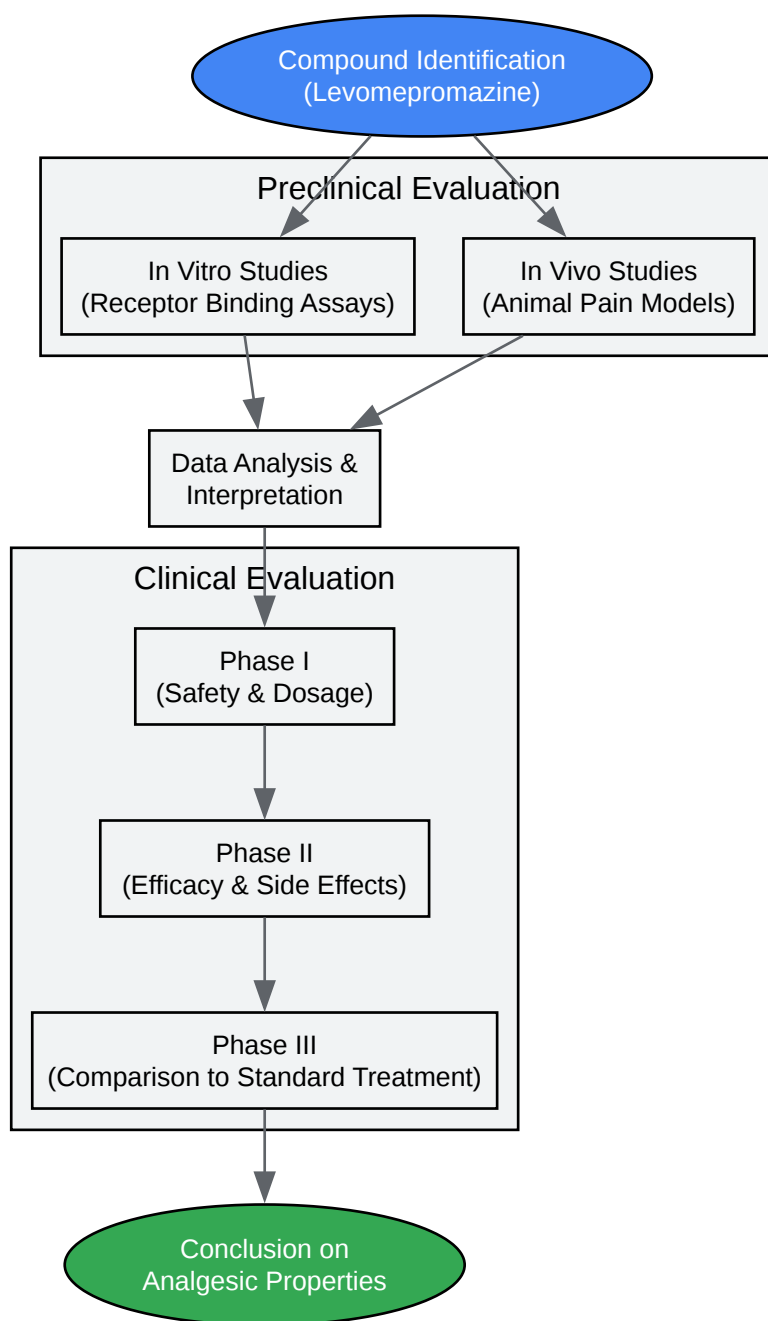 Compound Identification
(Levomepromazine)
Preclinical Evaluation
In Vitro Studies
(Receptor Binding Assays)
In Vivo Studies
(Animal Pain Models)
Data Analysis &
Interpretation
Clinical Evaluation
Phase I
(Safety & Dosage)
Phase II
(Efficacy & Side Effects)
Phase III
(Comparison to Standard Treatment)
Conclusion on
Analgesic Properties